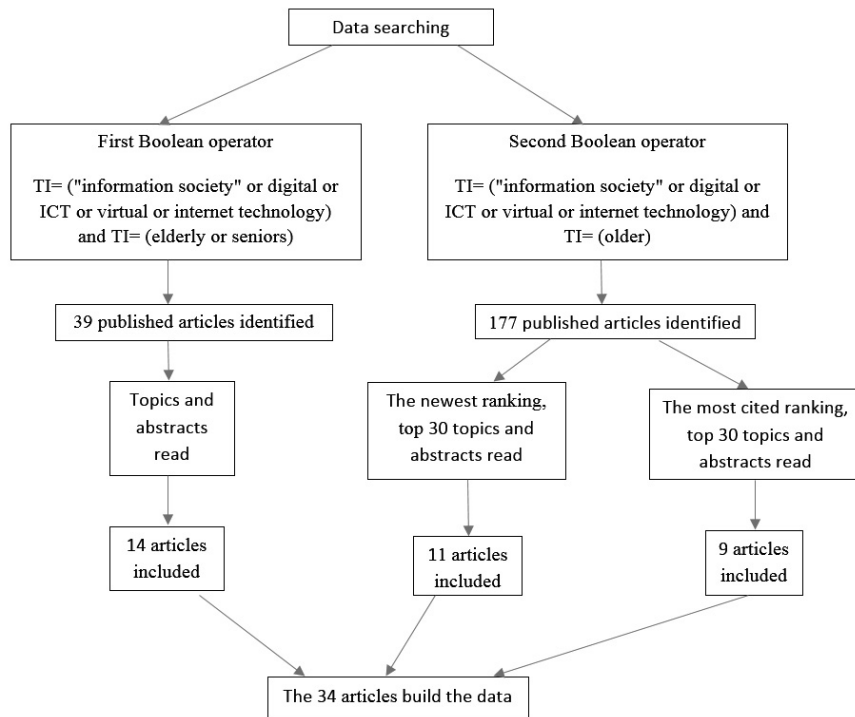 Data searching
First Boolean operator
TI= ("information society" or digital or
ICT or virtual or internet technology)
and TI= (elderly or seniors)
Second Boolean operator
TI= ("information society" or digital or
ICT or virtual or internet technology) and
TI= (older)
39 published articles identified
177 published articles identified
Topics and
abstracts
read
The newest ranking,
top 30 topics and
abstracts read
The most cited ranking,
top 30 topics and
abstracts read
14 articles
included
11 articles
included
9 articles
included
The 34 articles build the data